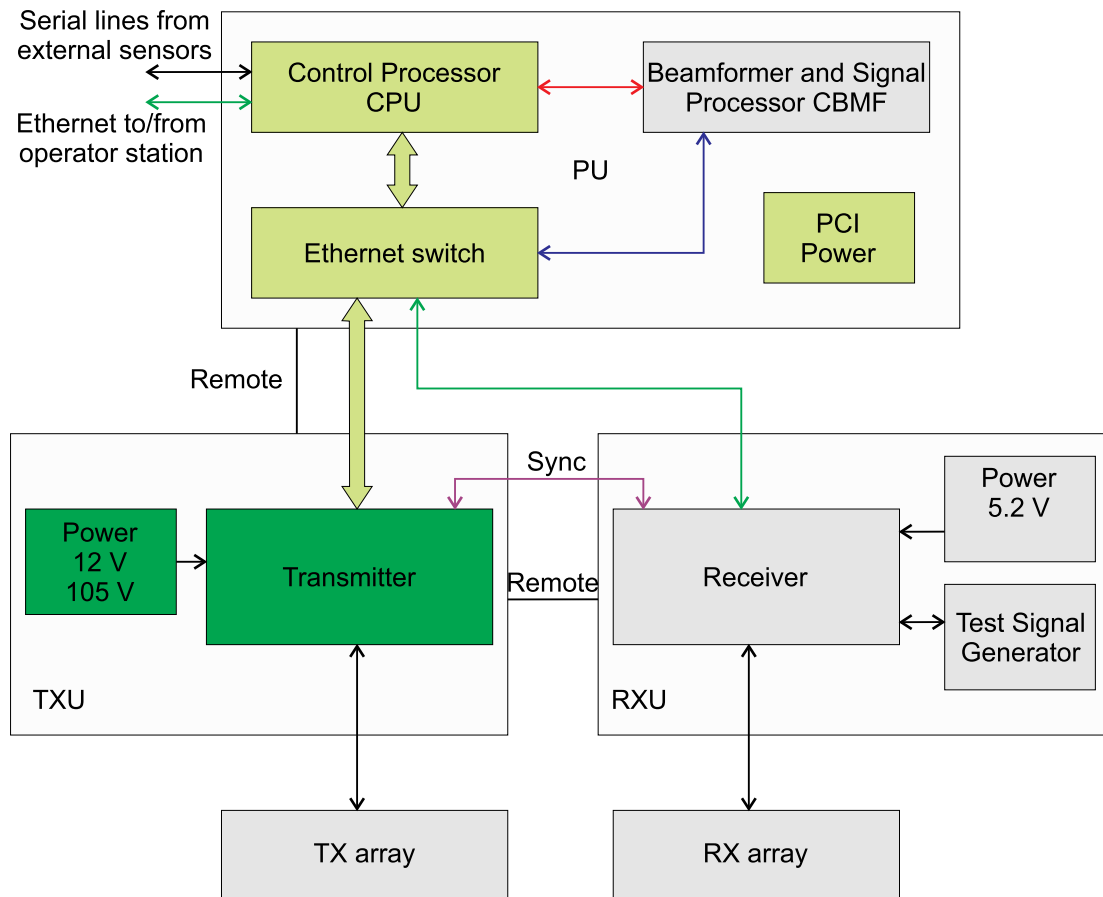 Serial lines from
external sensors
Ethernet to/from
operator station
Control Processor
CPU
Beamformer and Signal
Processor CBMF
PU
Ethernet switch
PCI
Power
Remote
Sync
Power
12 V
105 V
Transmitter
TXU
Remote
Receiver
Power
5.2 V
Test Signal
Generator
RXU
TX array
RX array